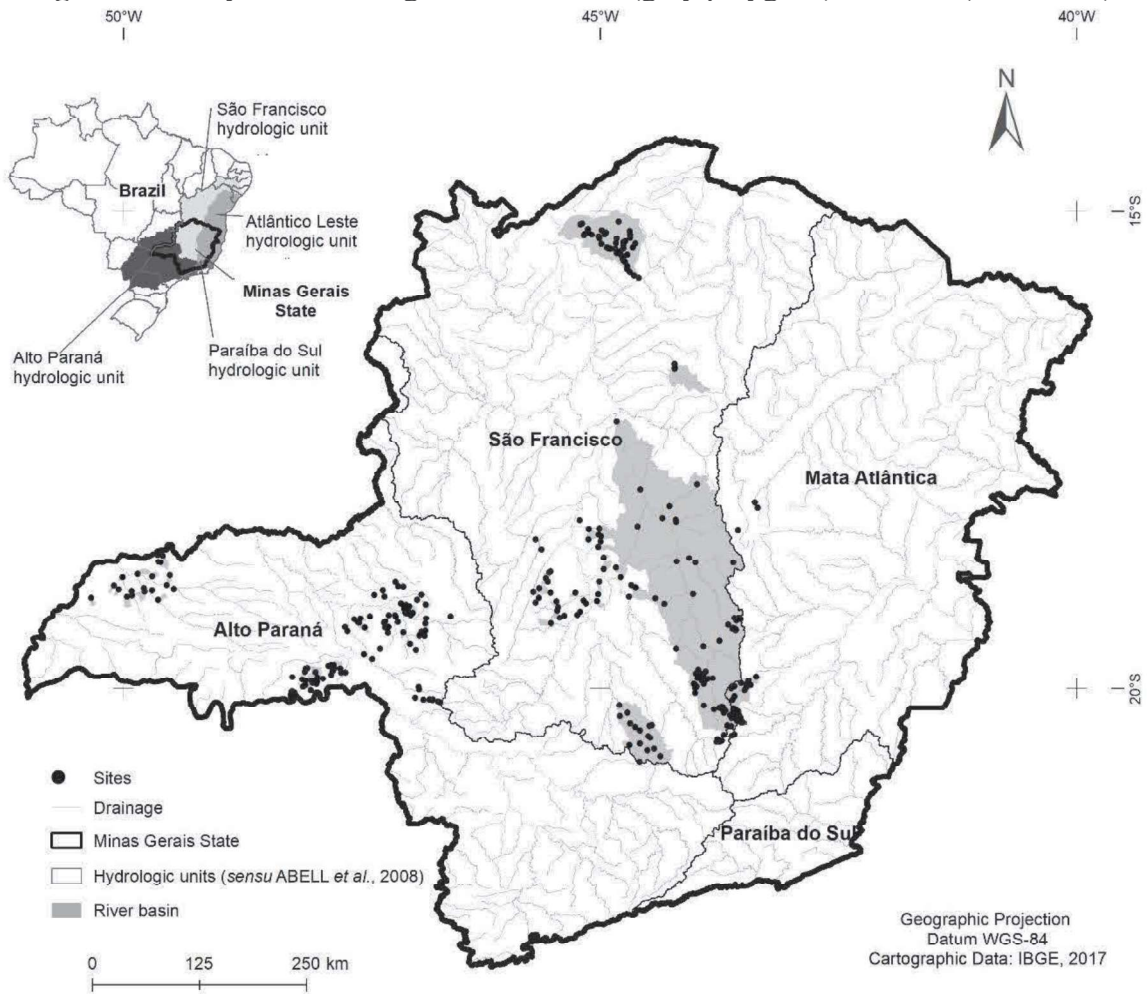 50°W
45°W
40°W
N
São Francisco
hydrologic unit
Brazil
Atlântico Leste
hydrologic unit
Minas Gerais
State
Alto Paraná
hydrologic unit
Paraíba do Sul
hydrologic unit
15°S
São Francisco
Mata Atlântica
Alto Paraná
20°S
Paraíba do Sul
Sites
Drainage
Minas Gerais State
Hydrologic units (sensu ABELL et al., 2008)
River basin
0 125 250 km
Geographic Projection
Datum WGS-84
Cartographic Data: IBGE, 2017